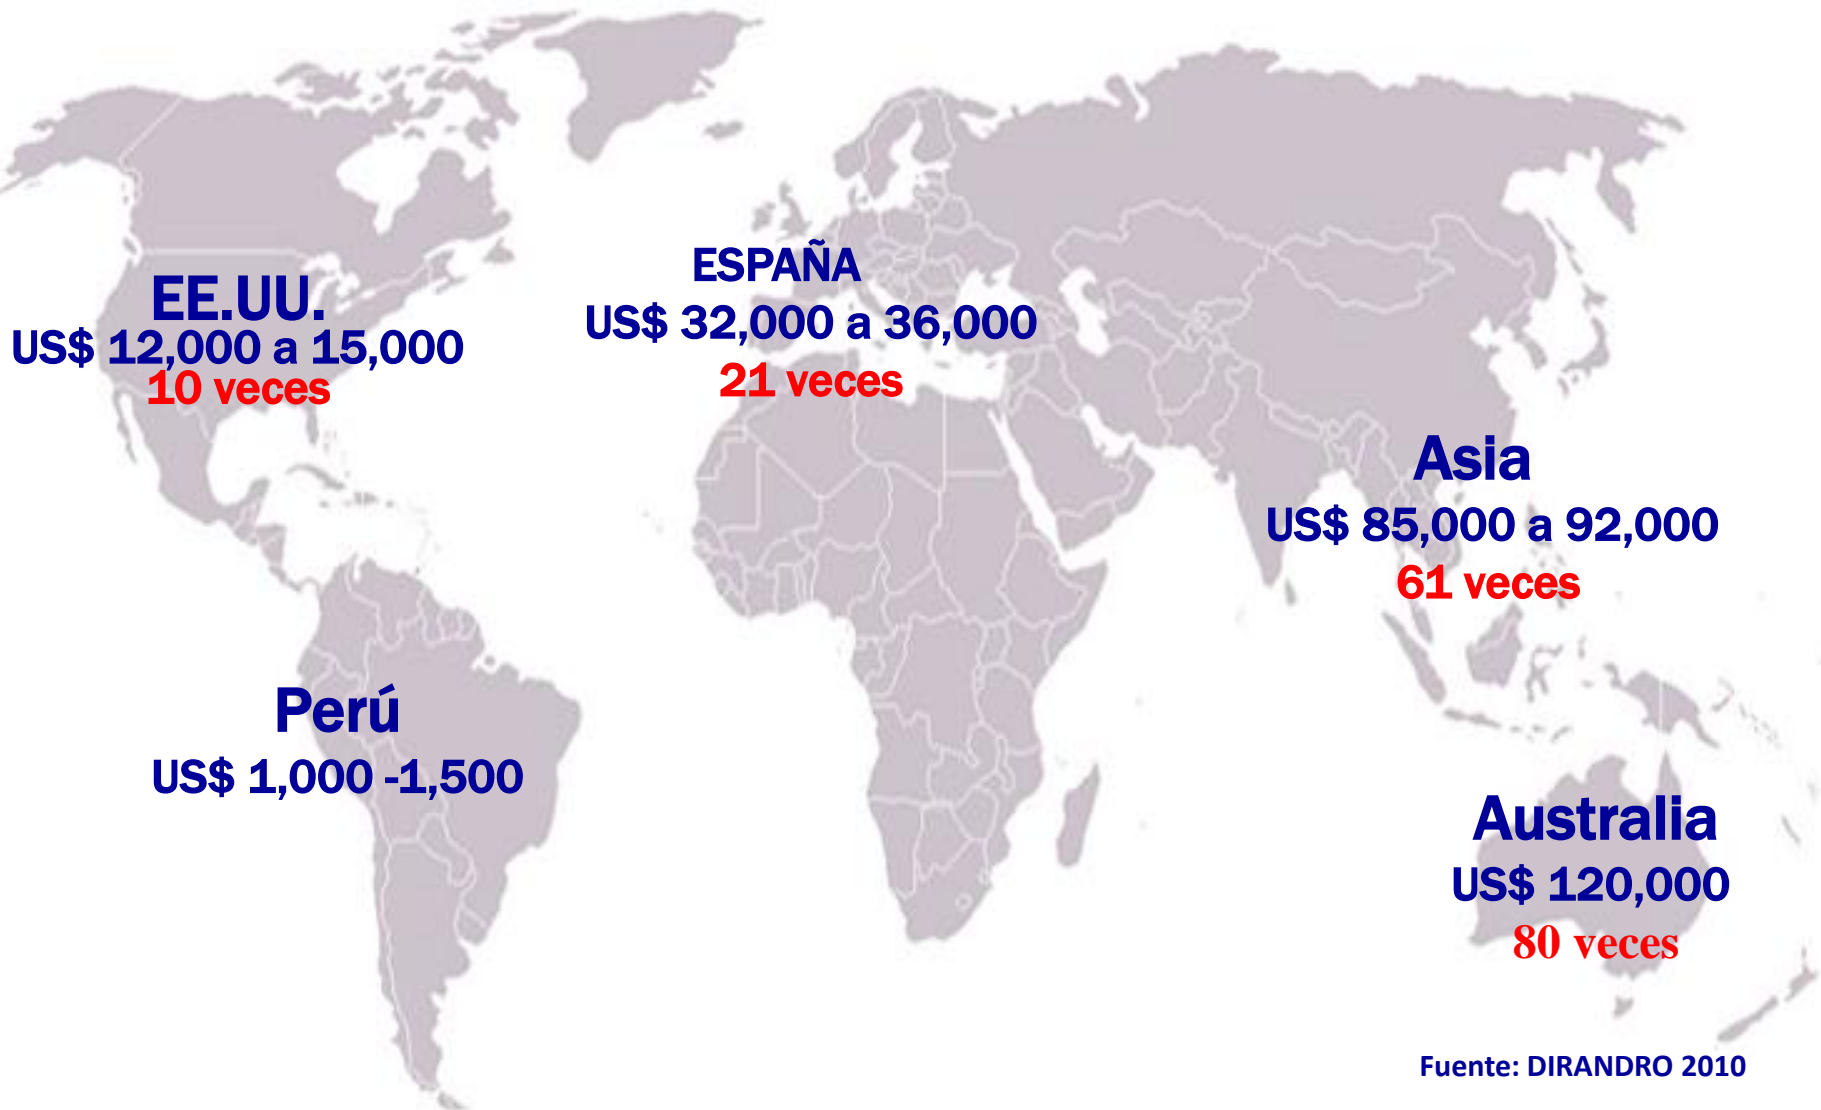 EE.UU.
US$ 12,000 a 15,000
10 veces
ESPAÑA
US$ 32,000 a 36,000
21 veces
Asia
US$ 85,000 a 92,000
61 veces
Perú
US$ 1,000 -1,500
Australia
US$ 120,000
80 veces
Fuente: DIRANDRO 2010